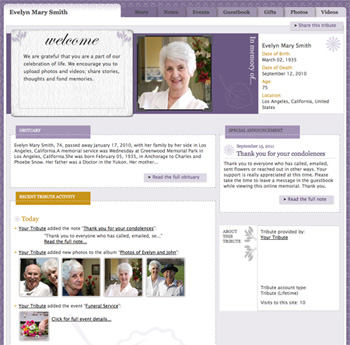 Evelyn Mary Smith
Story Notes Events Guestbook Gifts Photos Videos
Share this tribute
welcome
We are grateful that you are a part of our
celebration of life. We encourage you to
upload photos and videos; share stories,
thoughts and fond memories.
In memory of...
Evelyn Mary Smith
Date of Birth:
March 02, 1935
Date of Death
September 12, 2010
Age:
75
Location:
Los Angeles, California, United
States
OBITUARY
Evelyn Mary Smith, 74, passed away January 17, 2010, with her family by her side in Los
Angeles, California.A memorial service was Wednesday at Greenwood Memorial Park in
Los Angeles, California.She was born February 05, 1935, in Anchorage to Charles and
Phoebe Snow. Her father was a Doctor in the Yukon. Her mother...
Read the full obituary
SPECIAL ANNOUNCEMENT
September 15, 2011
Thank you for your condolences
Thank you to everyone who has called, emailed,
sent flowers or reached out in other ways. Your
support is really appreciated at this time. Please
take the time to leave a message in the guestbook
while viewing this online memorial. Thank you.
Read the full note
RECENT TRIBUTE ACTIVITY
Today
Your Tribute added the note "Thank you for your condolences":
"Thank you to everyone who has called, emailed, se..."
Read the full note...
Your Tribute added new photos to the album "Photos of Evelyn and John":
Your Tribute added the event "Funeral Service":
Click for full event details...
ABOUT
THIS
TRIBUTE
Tribute provided by:
Your Tribute
Tribute account type:
Tribute (Lifetime)
Visits to this site: 10